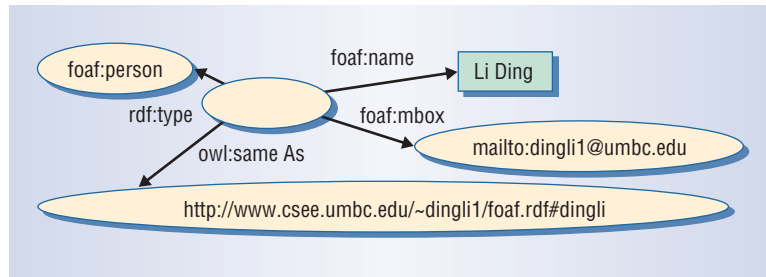 foaf:name
foaf:person
Li Ding
rdf:type
foaf:mbox
owl:same As
mailto:dingli1@umbc.edu
http://www.csee.umbc.edu/~dingli1/foaf.rdf#dingli